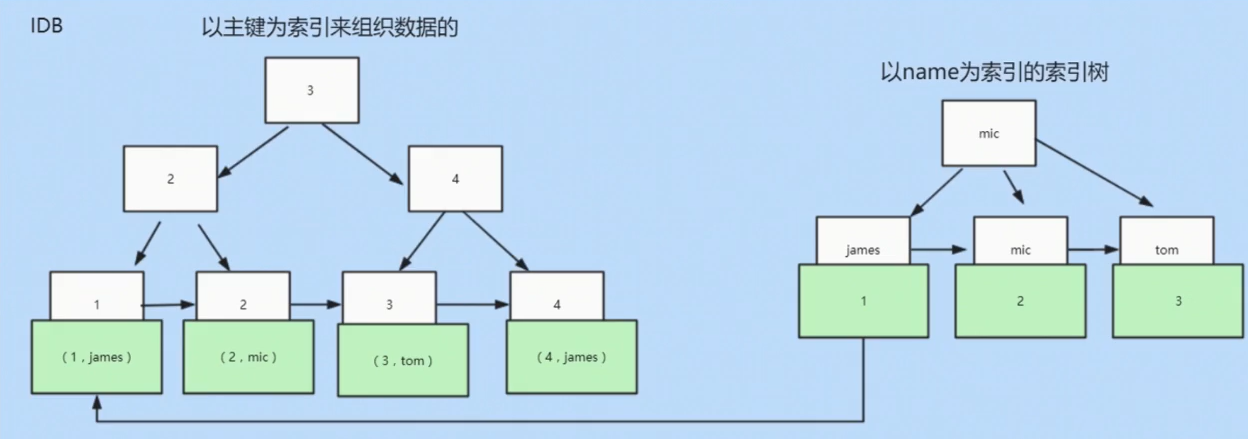 IDB
以主键为索引来组织数据的
3
2
4
1
2
3
4
(1,james)
(2,mic)
(3,tom)
(4,james)
以name为索引的索引树
mic
james
mic
tom
1
2
3